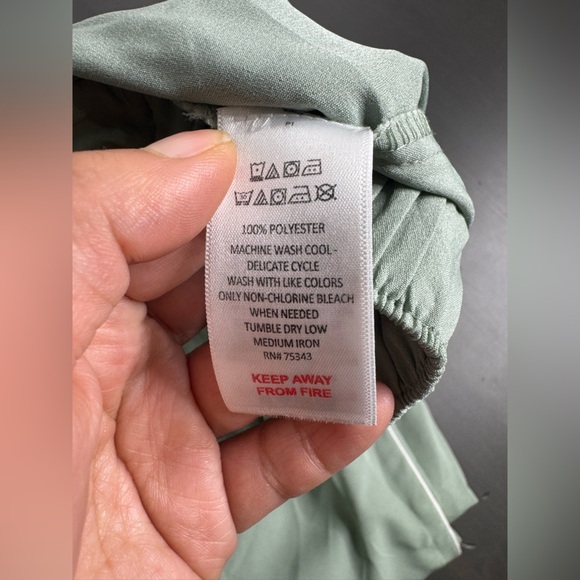 100% POLYESTER
MACHINE WASH COOL-
DELICATE CYCLE
WASH WITH LIKE COLORS
ONLY NON-CHLORINE BLEACH
WHEN NEEDED
TUMBLE DRY LOW
MEDIUM IRON
RN# 75343
KEEP AWAY
FROM FIRE